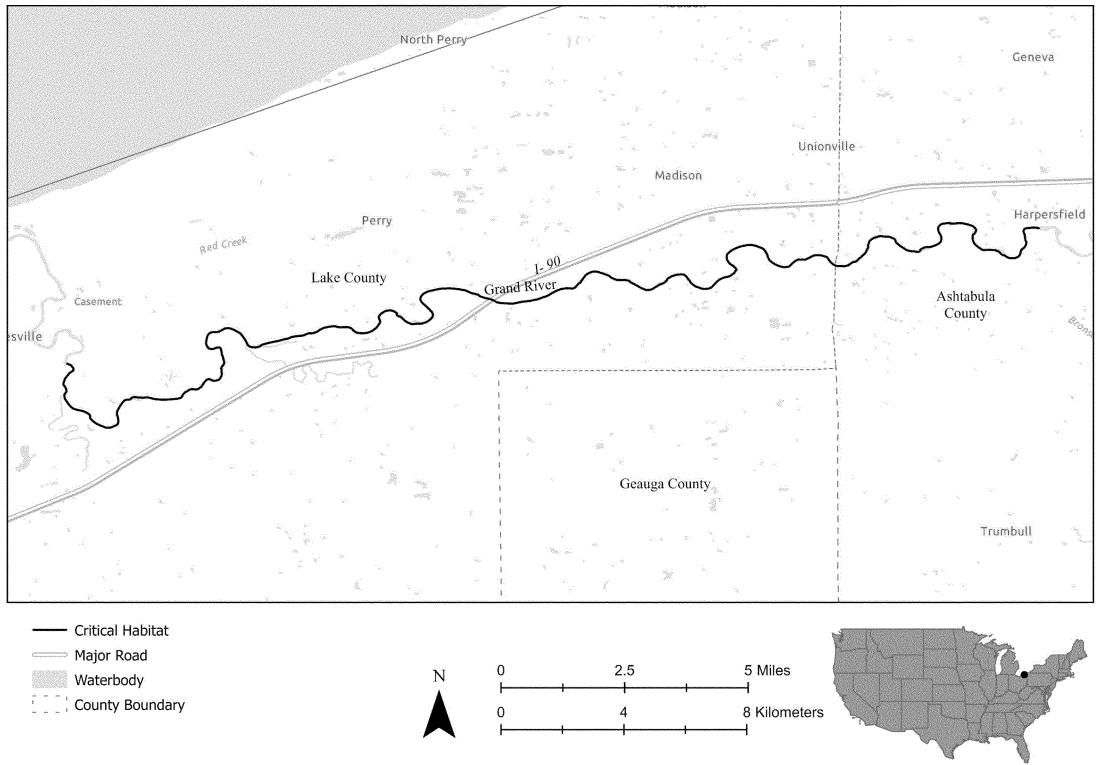 North Perry
Geneva
Unionville
Madison
Harpersfield
Perry
Red Creek
I-90
Lake County
Grand River
Casement
Ashtabula
County
esville
Geauga County
Trumbull
Critical Habitat
Major Road
Waterbody
County Boundary
N
0 2.5 5 Miles
0 4 8 Kilometers